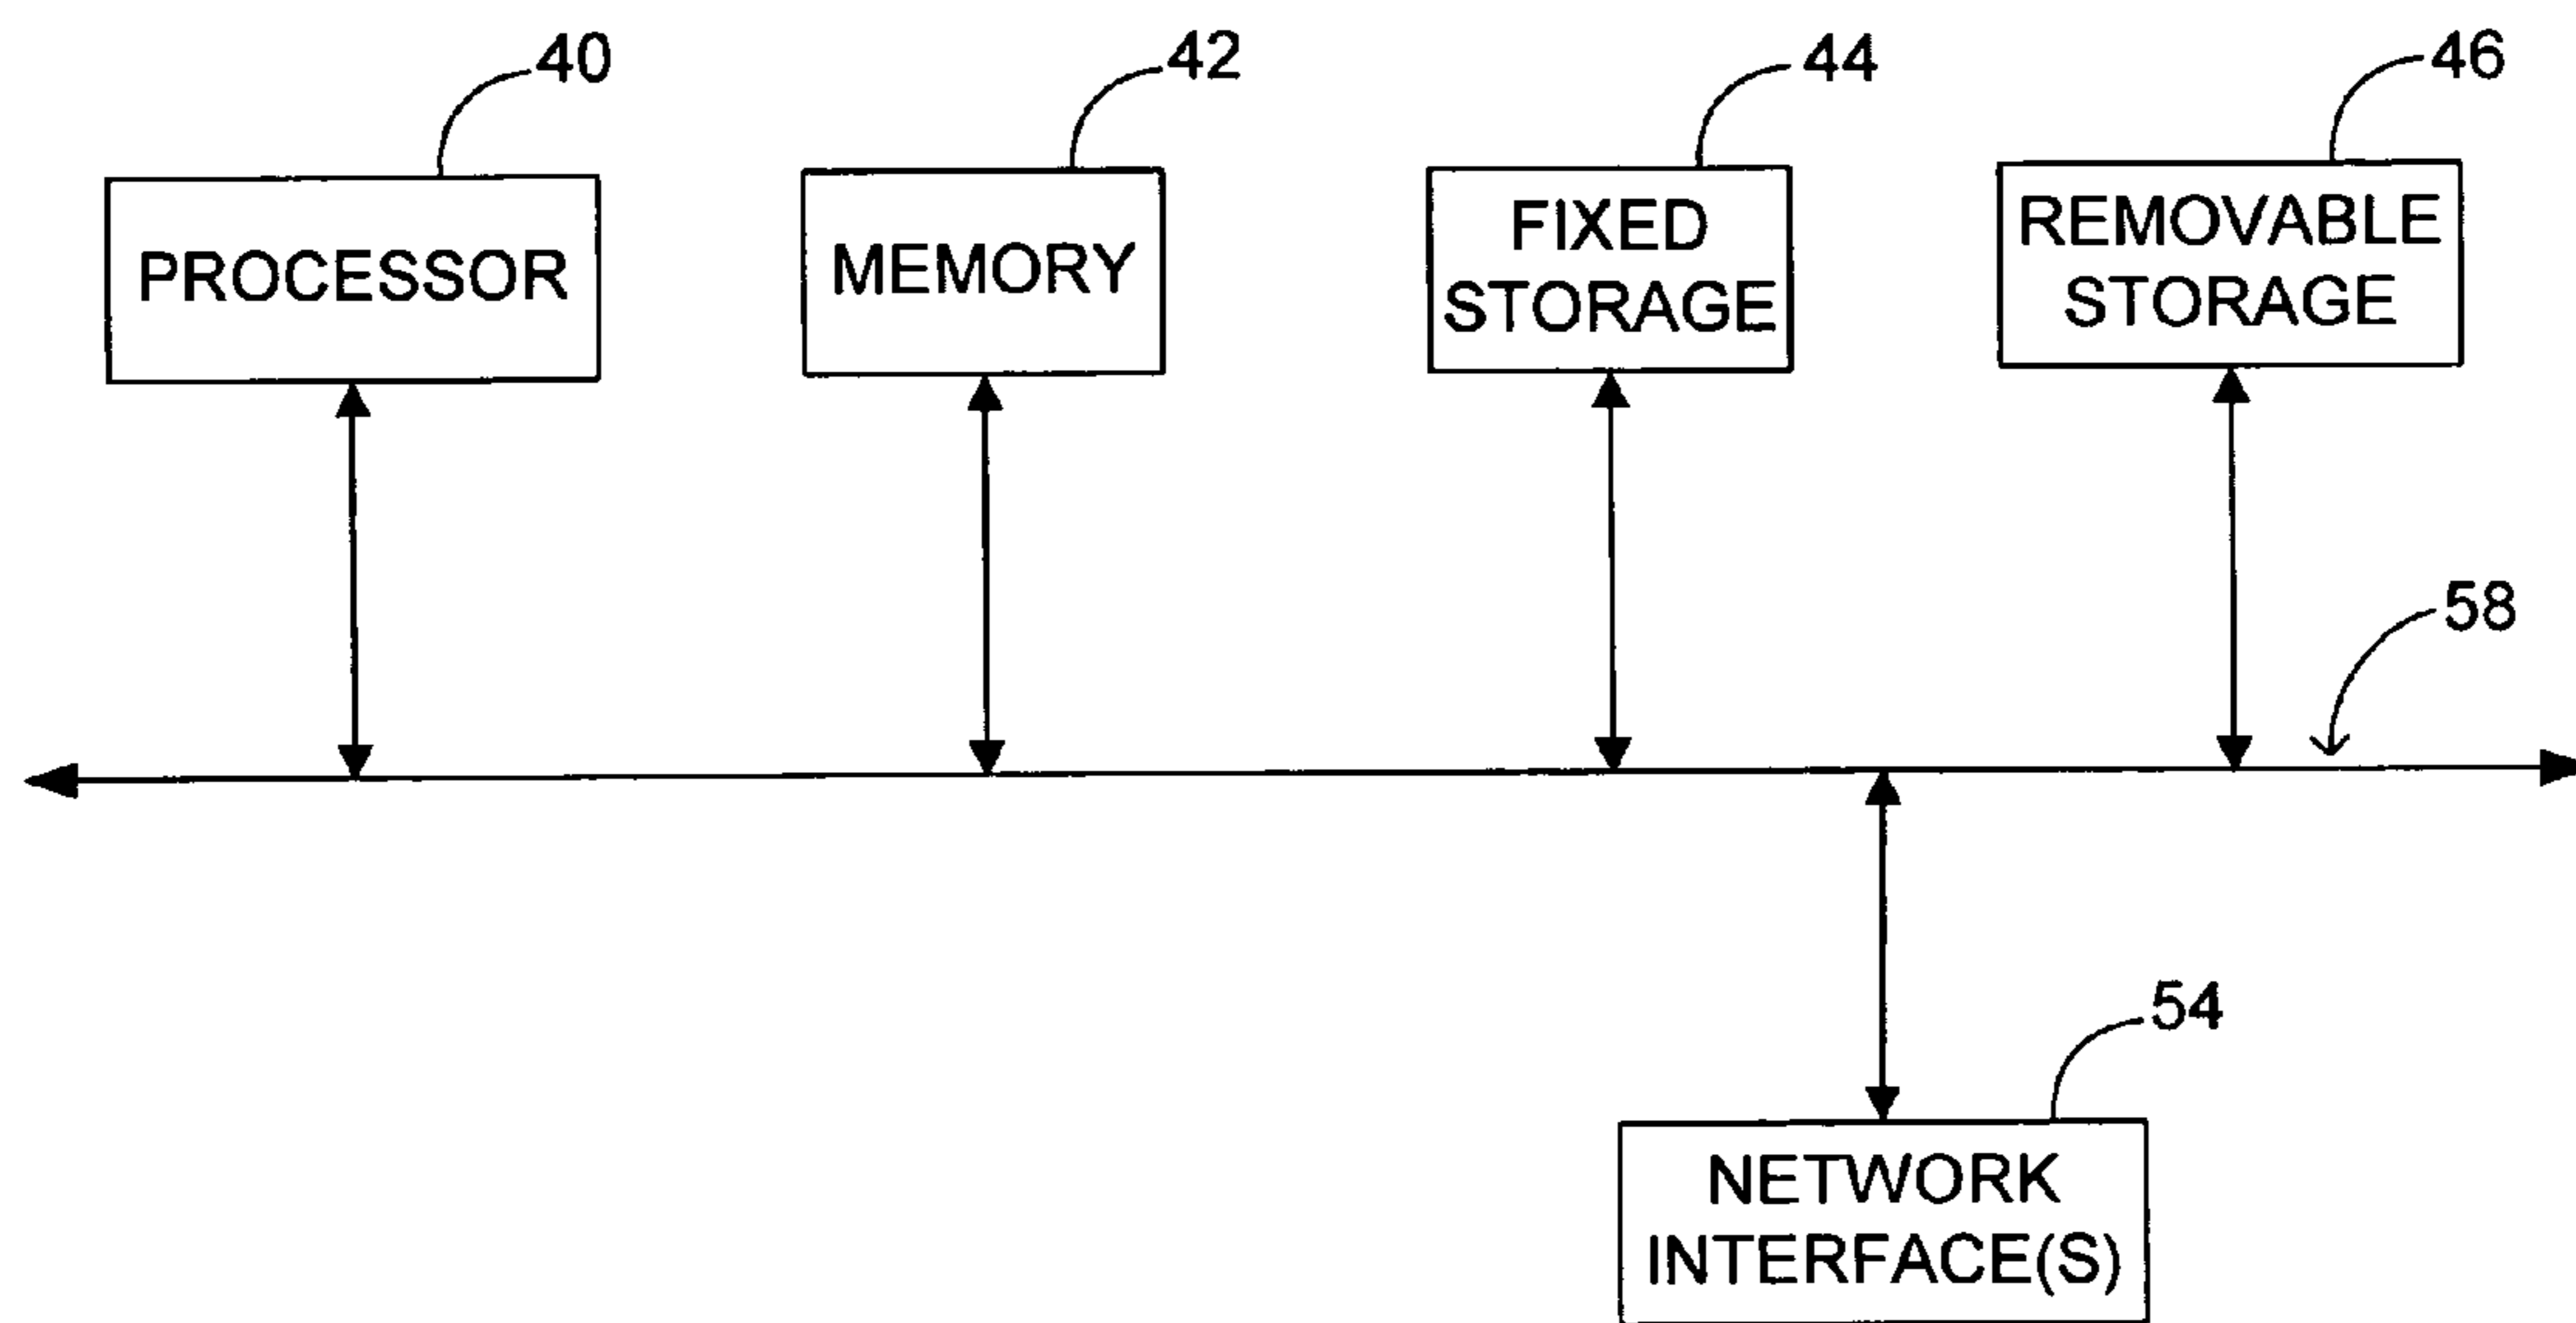 40
42
44
46
PROCESSOR
MEMORY
FIXED
STORAGE
REMOVABLE
STORAGE
58
54
NETWORK
INTERFACE(S)